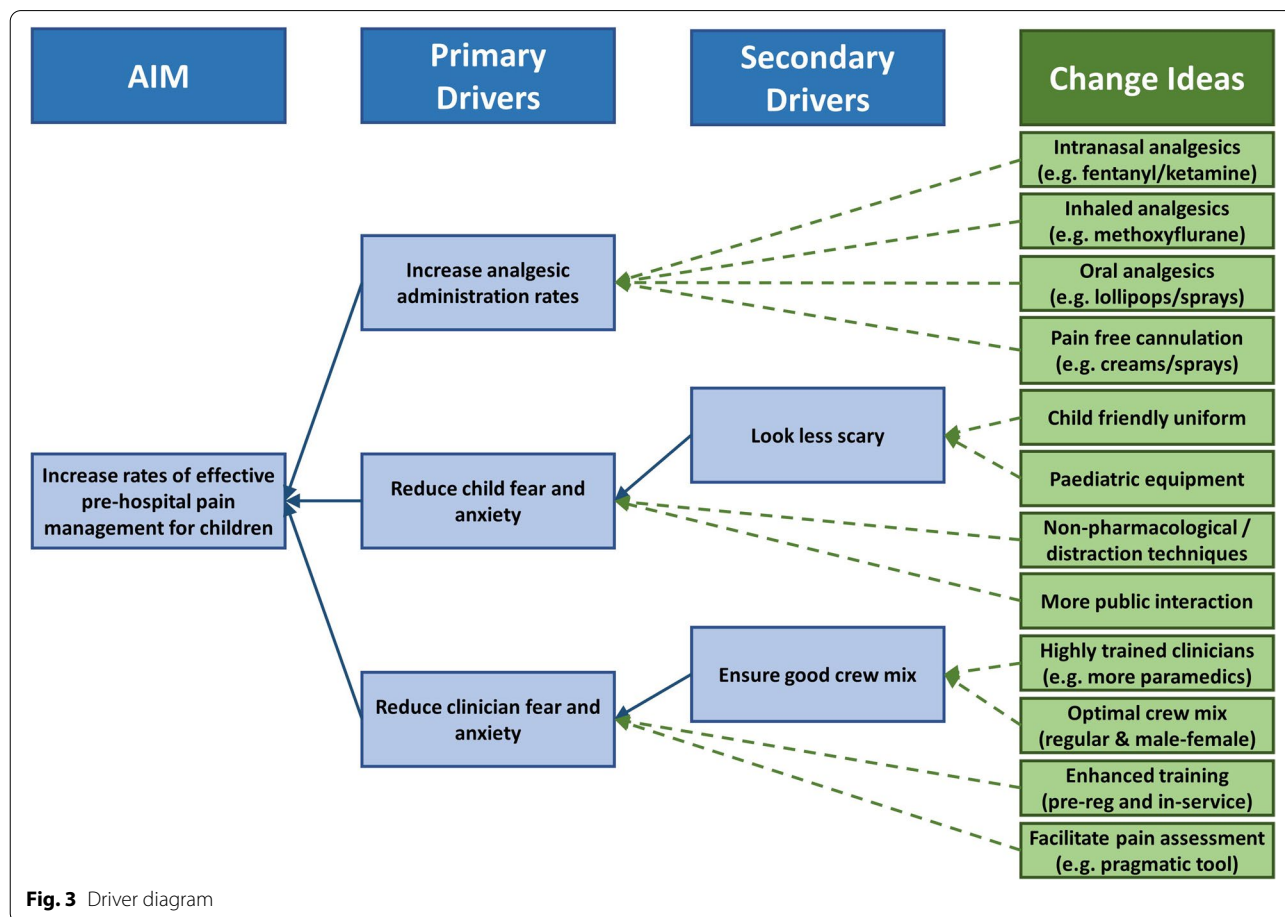 AIM
Primary
Drivers
Secondary
Drivers
Change Ideas
Increase rates of effective
pre-hospital pain
management for children
Increase analgesic
administration rates
Reduce child fear and
anxiety
Reduce clinician fear and
anxiety
Look less scary
Ensure good crew mix
Intranasal analgesics
(e.g. fentanyl/ketamine)
Inhaled analgesics
(e.g. methoxyflurane)
Oral analgesics
(e.g. lollipops/sprays)
Pain free cannulation
(e.g. creams/sprays)
Child friendly uniform
Paediatric equipment
Non-pharmacological /
distraction techniques
More public interaction
Highly trained clinicians
(e.g. more paramedics)
Optimal crew mix
(regular & male-female)
Enhanced training
(pre-reg and in-service)
Facilitate pain assessment
(e.g. pragmatic tool)
Fig. 3 Driver diagram